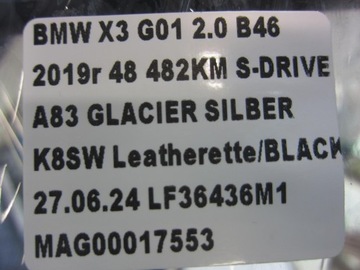 BMW X3 G01 2.0 B46
2019r 48 482KM S-DRIVE
A83 GLACIER SILBER
K8SW Leatherette/BLACK
27.06.24 LF36436M1
MAG00017553